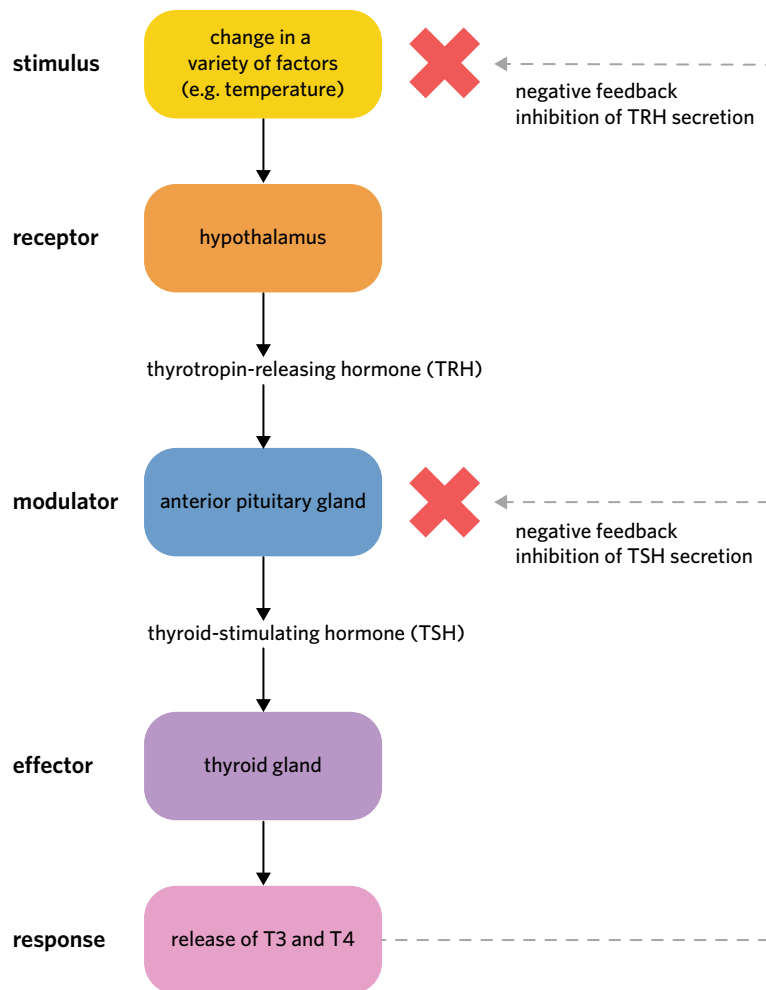 stimulus
change in a
variety of factors
(e.g. temperature)
negative feedback
inhibition of TRH secretion
receptor
hypothalamus
thyrotropin-releasing hormone (TRH)
modulator
anterior pituitary gland
negative feedback
inhibition of TSH secretion
thyroid-stimulating hormone (TSH)
effector
thyroid gland
response
release of T3 and T4